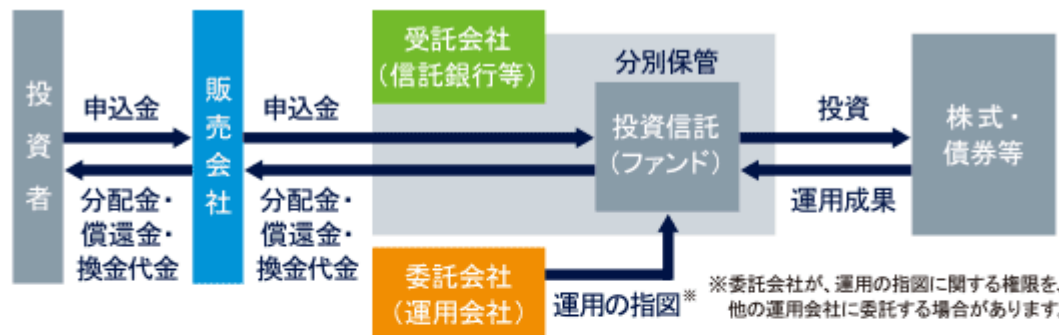 投資者
申込金
分配金・
償還金・
換金代金
販売会社
申込金
分配金・
償還金・
換金代金
受託会社
(信託銀行等)
分別保管
投資信託
(ファンド)
委託会社
(運用会社)
運用の指図※
投資
運用成果
株式・
債券等
※委託会社が、運用の指図に関する権限を、
他の運用会社に委託する場合があります